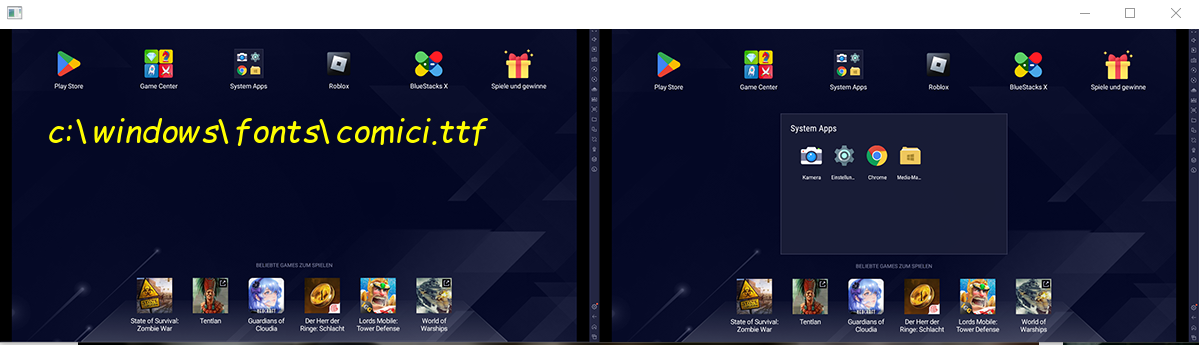 Play Store
Game Center
System Apps
Roblox
BlueStacks X
Spiele und gewinne
c:\windows\fonts\comici.ttf
BELIEBTE GAMES ZUM SPIELEN
State of Survival:
Zombie War
Tentlan
Guardians of
Cloudia
Der Herr der
Ringe: Schlacht
Lords Mobile:
Tower Defense
World of
Warships
Play Store
Game Center
System Apps
Roblox
BlueStacks X
Spiele und gewinne
System Apps
Kamera
Einstellun...
Chrome
Media-Ma...
BELIEBTE GAMES ZUM SPIELEN
State of Survival:
Zombie War
Tentlan
Guardians of
Cloudia
Der Herr der
Ringe: Schlacht
Lords Mobile:
Tower Defense
World of
Warships